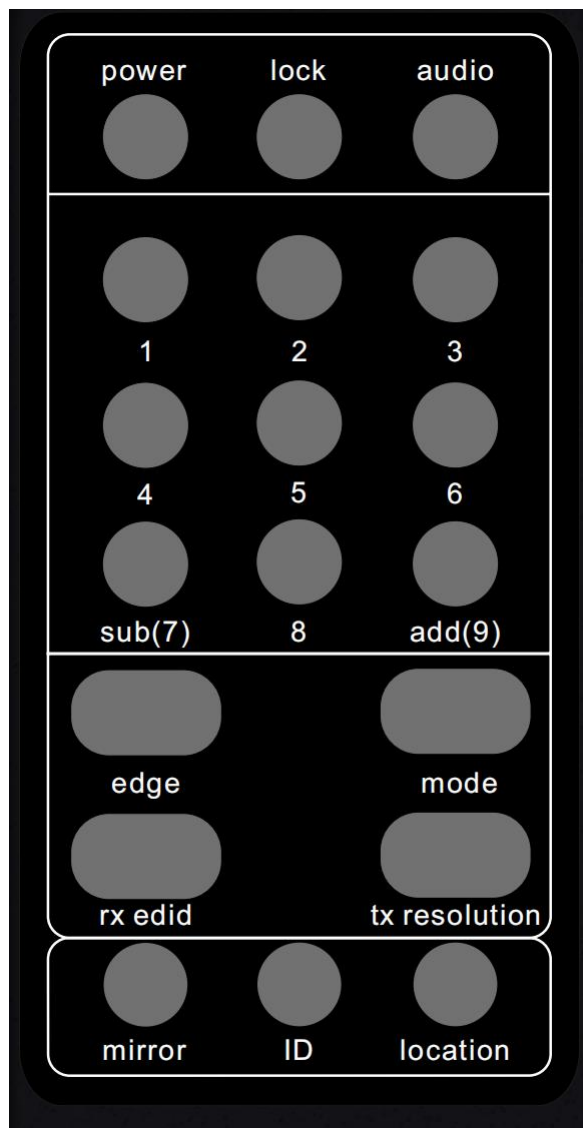 power lock audio
1 2 3
4 5 6
sub(7) 8 add(9)
edge mode
rx edid tx resolution
mirror ID location